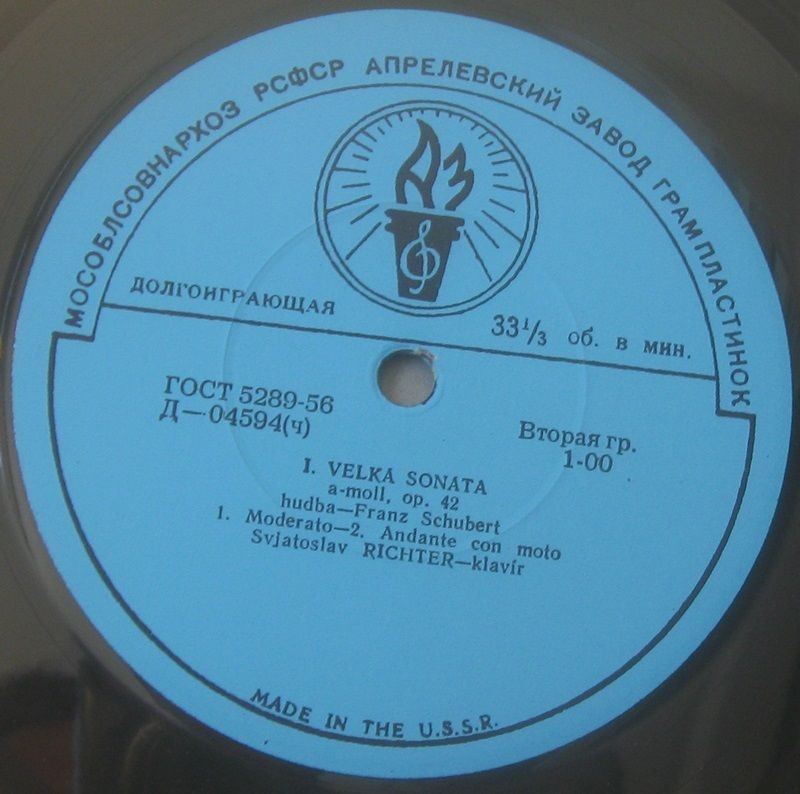 МОСОБЛСОВНАРХОЗ РСФСР АПРЕЛЕВСКИЙ ЗАВОД ГРАМПЛАСТИНОК
АЗ
ДОЛГОИГРАЮЩАЯ
33 1/3 об. в мин.
ГОСТ 5289-56
Д—04594(ч)
Вторая гр.
1-00
I. VELKA SONATA
a-moll, op. 42
hudba—Franz Schubert
1. Moderato—2. Andante con moto
Svjatoslav RICHTER—klavír
MADE IN THE U.S.S.R.